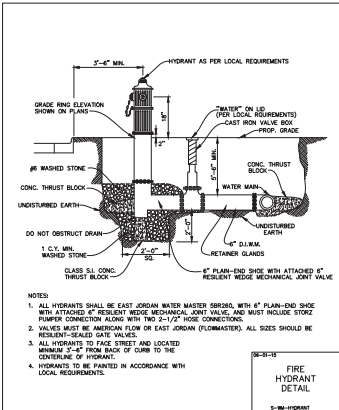 3'-6" MIN.
HYDRANT AS PER LOCAL REQUIREMENTS
GRADE RING ELEVATION
SHOWN ON PLANS
18"
"WATER" ON LID
(PER LOCAL REQUIREMENTS)
CAST IRON VALVE BOX
PROP. GRADE
2"
#6 WASHED STONE
5'-6" MIN.
CONC. THRUST
BLOCK
CONC. THRUST BLOCK
WATER MAIN
UNDISTURBED EARTH
DO NOT OBSTRUCT DRAIN
2'-0"
UNDISTURBED
EARTH
1 C.Y. MIN.
WASHED STONE
2'-0"
SQ.
6" D.I.W.M.
RETAINER GLANDS
CLASS S.I. CONC.
THRUST BLOCK
6" PLAIN-END SHOE WITH ATTACHED 6"
RESILIENT WEDGE MECHANICAL JOINT VALVE
NOTES:
1. ALL HYDRANTS SHALL BE EAST JORDAN WATER MASTER 5BR260, WITH 6" PLAIN-END SHOE
WITH ATTACHED 6" RESILIENT WEDGE MECHANICAL JOINT VALVE, AND MUST INCLUDE STORZ
PUMPER CONNECTION ALONG WITH TWO 2-1/2" HOSE CONNECTIONS.
2. VALVES MUST BE AMERICAN FLOW OR EAST JORDAN (FLOWMASTER). ALL SIZES SHOULD BE
RESILIENT-SEALED GATE VALVES.
3. ALL HYDRANTS TO FACE STREET AND LOCATED
MINIMUM 3'-6" FROM BACK OF CURB TO THE
CENTERLINE OF HYDRANT.
4. HYDRANTS TO BE PAINTED IN ACCORDANCE WITH
LOCAL REQUIREMENTS.
06-01-15
FIRE
HYDRANT
DETAIL
S-WM-HYDRANT